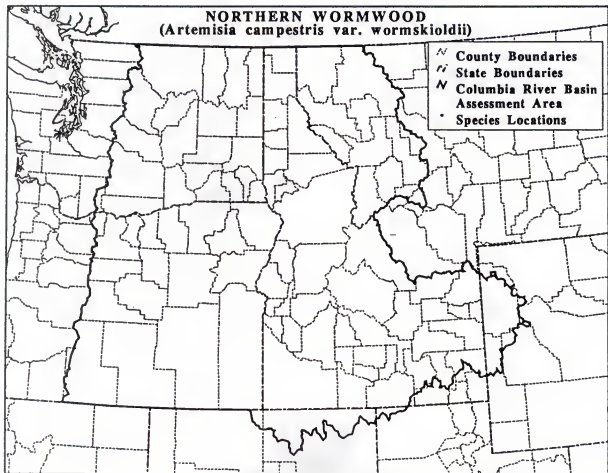 NORTHERN WORMWOOD
(Artemisia campestris var. wormskioldii)
County Boundaries
State Boundaries
Columbia River Basin
Assessment Area
Species Locations